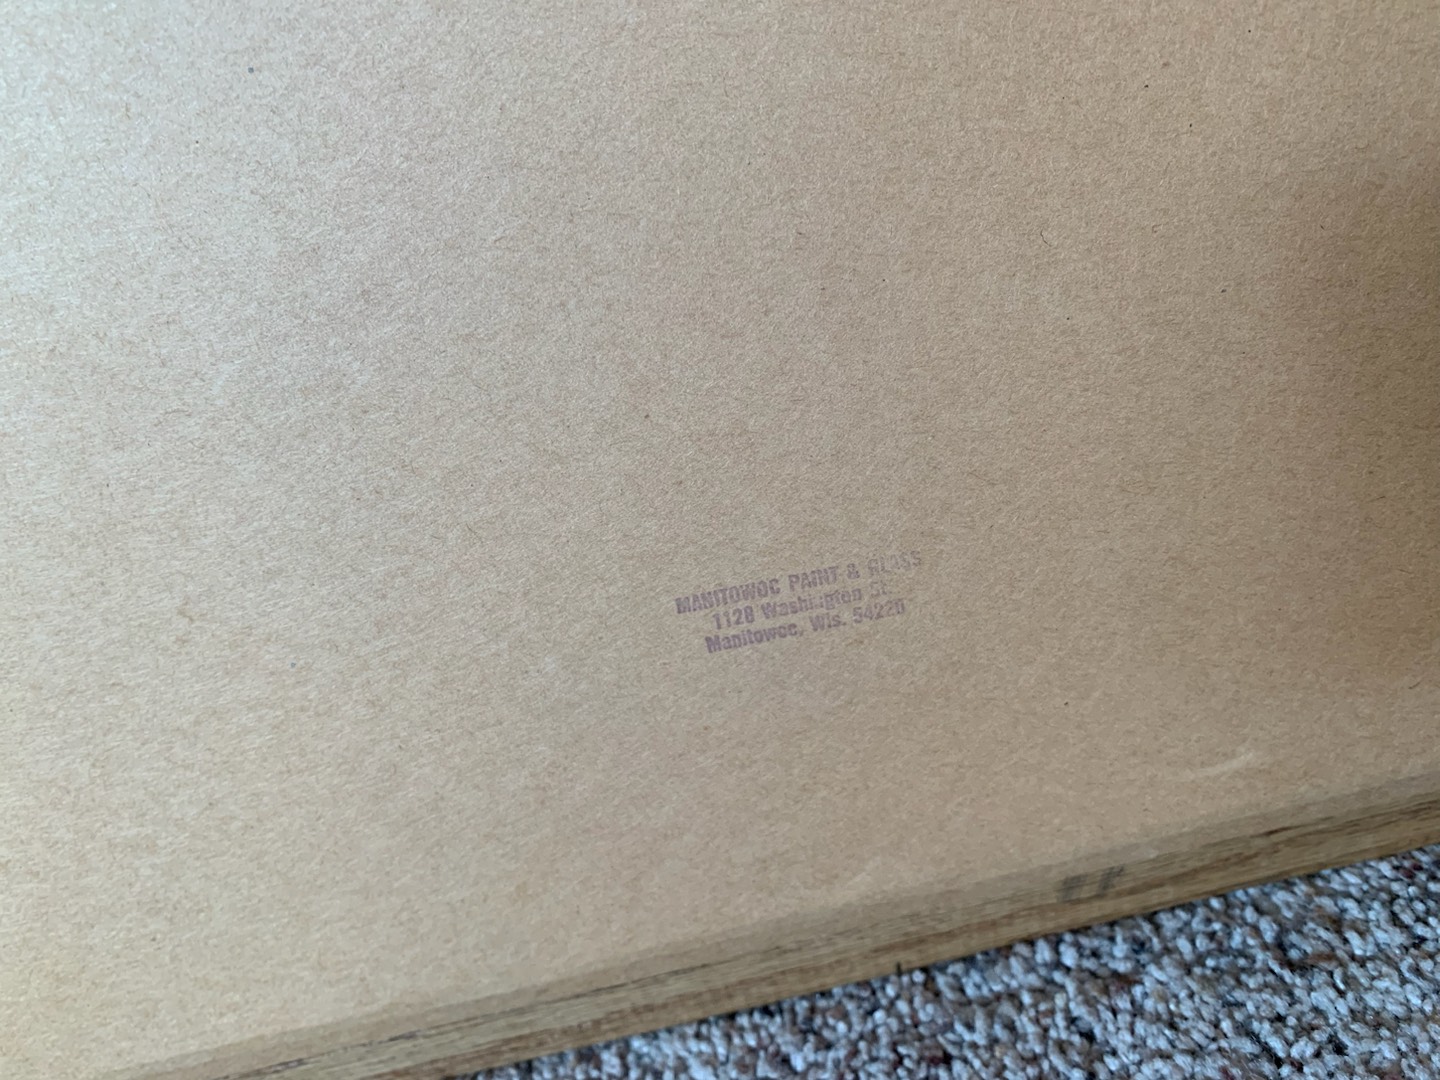 MANITOWOC PAINT & GLASS
1128 Washington St.
Manitowoc, Wis. 54220